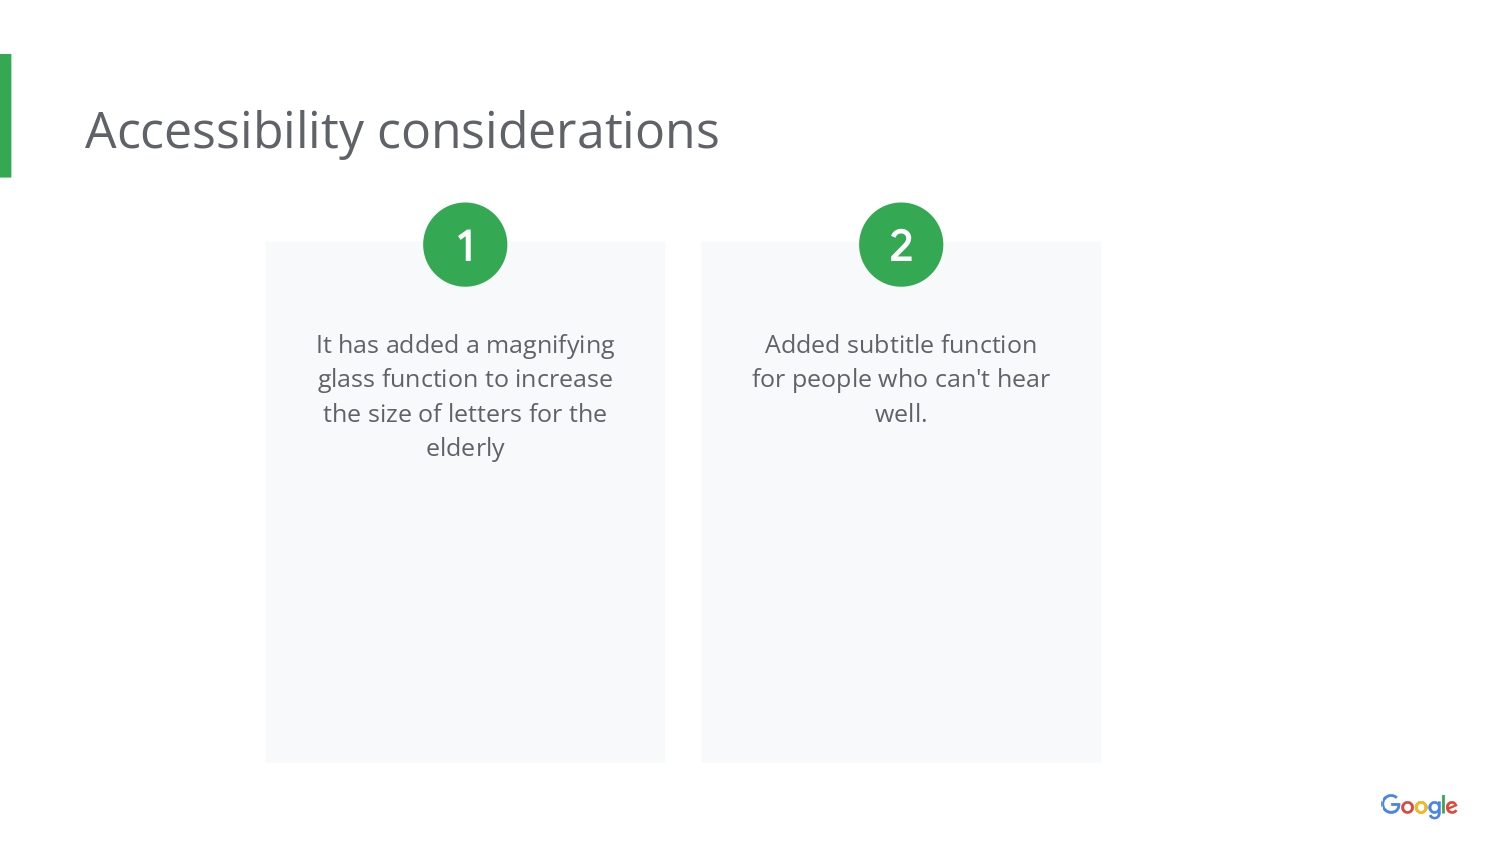 Accessibility considerations
1
It has added a magnifying
glass function to increase
the size of letters for the
elderly
2
Added subtitle function
for people who can't hear
well.
Google